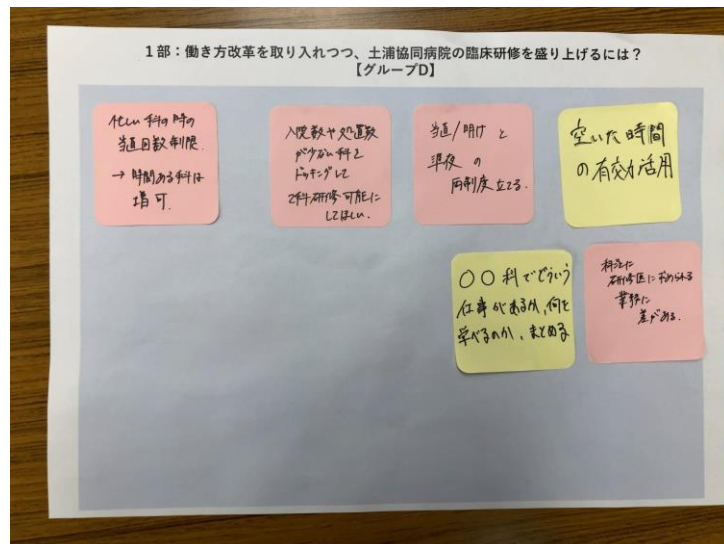 1部：働き方改革を取り入れつつ、土浦協同病院の臨床研修を盛り上げるには？
【グループD】
忙しい科の時の
当直回数制限.
→ 時間ある科は
増可.
入院数や処置数
が少ない科と
ドッキングして
2科研修可能に
してほしい.
当直/明けと
準夜の
両制度立てる.
空いた時間
の有効活用
〇〇科でどういう
仕事があるか,何を
学べるのか、まとめる
科毎に
研修医に求められる
業務に
差がある.